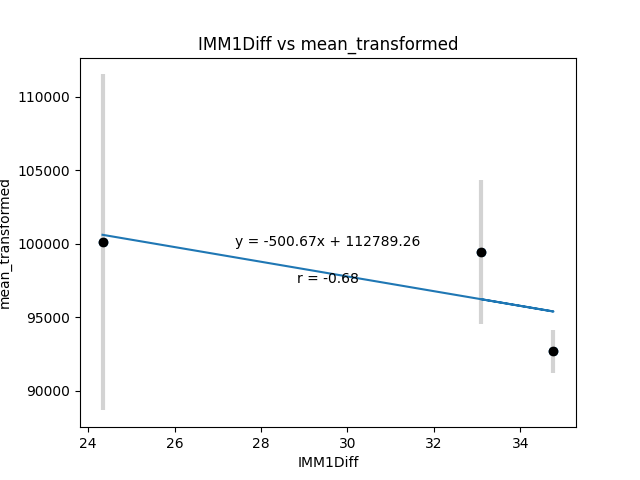 IMM1Diff vs mean_transformed
mean_transformed
110000
105000
100000
95000
90000
y = -500.67x + 112789.26
r = -0.68
24 26 28 30 32 34
IMM1Diff